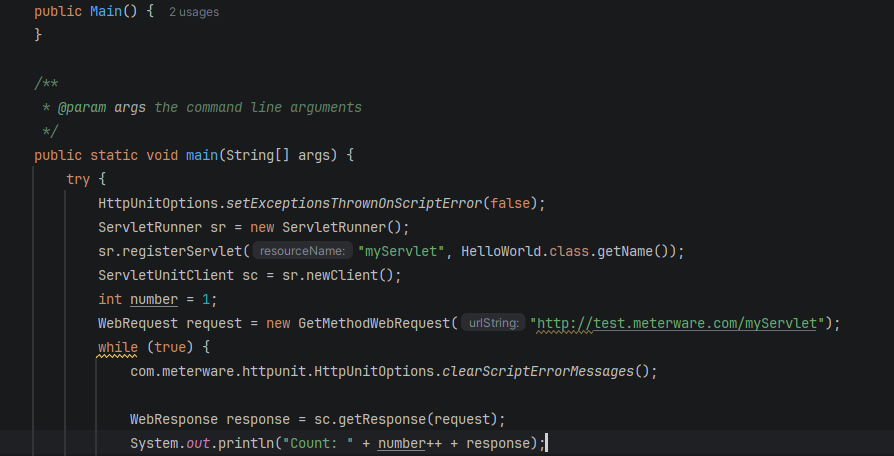 public Main() { 2 usages
}
/**
 * @param args the command line arguments
 */
public static void main(String[] args) {
try {
HttpUnitOptions.setExceptionsThrownOnScriptError(false);
ServletRunner sr = new ServletRunner();
sr.registerServlet( resourceName: "myServlet", HelloWorld.class.getName());
ServletUnitClient sc = sr.newClient();
int number = 1;
WebRequest request = new GetMethodWebRequest( urlString: "http://test.meterware.com/myServlet");
while (true) {
com.meterware.httpunit.HttpUnitOptions.clearScriptErrorMessages();
WebResponse response = sc.getResponse(request);
System.out.println("Count: " + number++ + response);